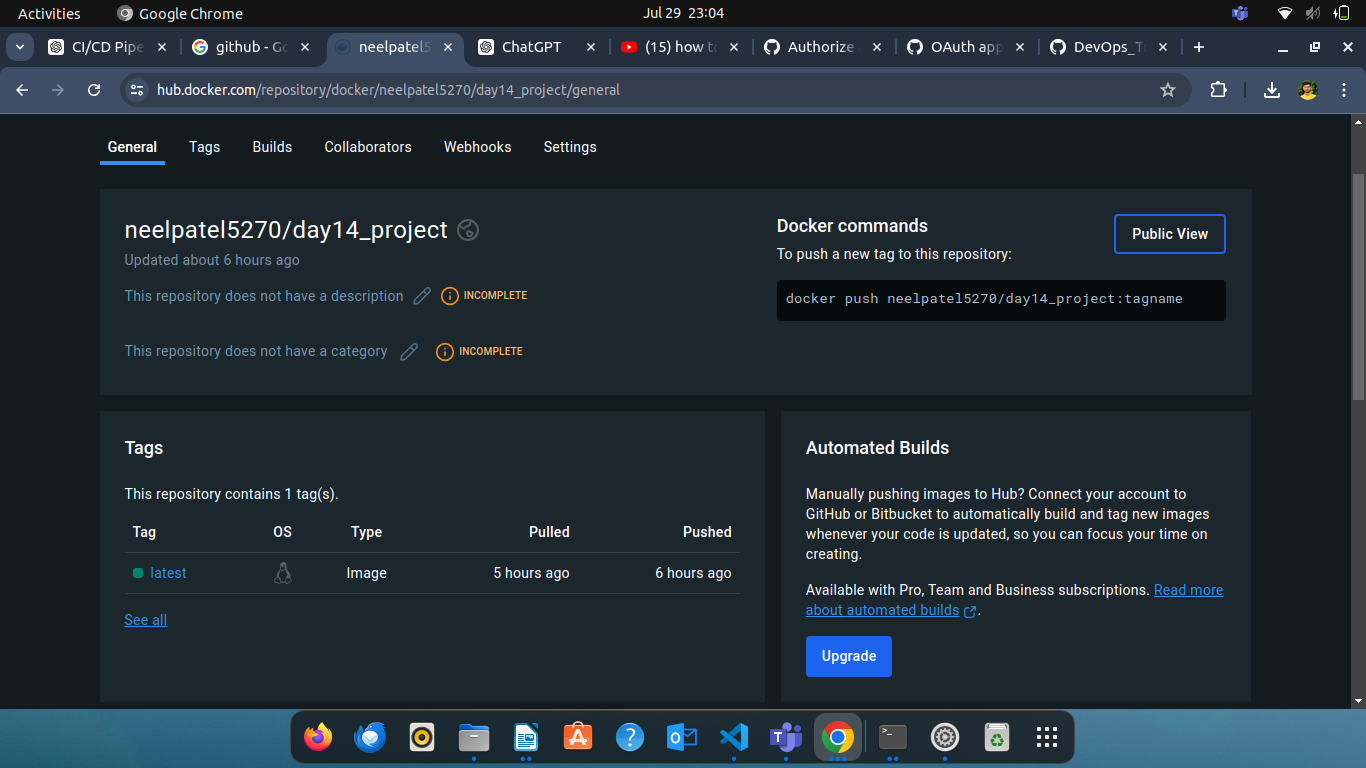 Activities
Google Chrome
Jul 29 23:04
CI/CD Pipe
github - Go
neelpatel5
ChatGPT
(15) how to
Authorize
OAuth app
DevOps_Tr
hub.docker.com/repository/docker/neelpatel5270/day14_project/general
General
Tags
Builds
Collaborators
Webhooks
Settings
neelpatel5270/day14_project
Updated about 6 hours ago
This repository does not have a description
INCOMPLETE
This repository does not have a category
INCOMPLETE
Docker commands
Public View
To push a new tag to this repository:
docker push neelpatel5270/day14_project:tagname
Tags
This repository contains 1 tag(s).
Tag OS Type Pulled Pushed
latest Image 5 hours ago 6 hours ago
See all
Automated Builds
Manually pushing images to Hub? Connect your account to
GitHub or Bitbucket to automatically build and tag new images
whenever your code is updated, so you can focus your time on
creating.
Available with Pro, Team and Business subscriptions. Read more
about automated builds .
Upgrade